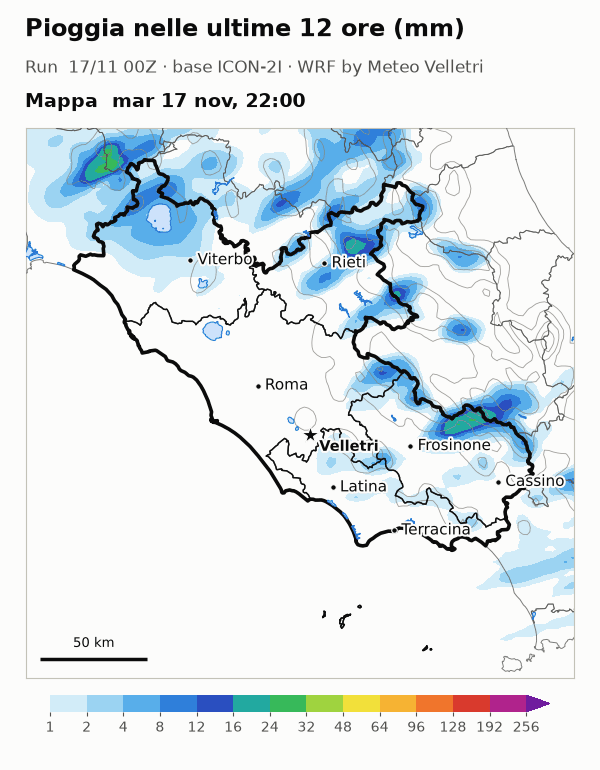 Pioggia nelle ultime 12 ore (mm)
Run 17/11 00Z · base ICON-2I · WRF by Meteo Velletri
Mappa mar 17 nov, 22:00
Viterbo
Rieti
Roma
Velletri
Frosinone
Latina
Cassino
Terracina
50 km
1 2 4 8 12 16 24 32 48 64 96 128 192 256